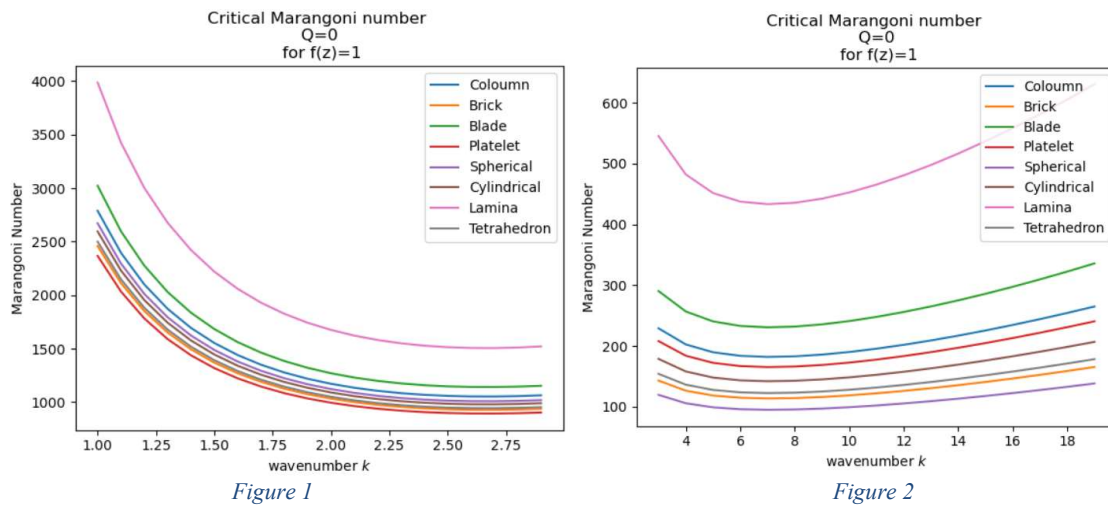 Critical Marangoni number
Q=0
for f(z)=1
Marangoni Number
4000
3500
3000
2500
2000
1500
1000
Coloumn
Brick
Blade
Platelet
Spherical
Cylindrical
Lamina
Tetrahedron
1.00 1.25 1.50 1.75 2.00 2.25 2.50 2.75
wavenumber k
Figure 1
Critical Marangoni number
Q=0
for f(z)=1
Marangoni Number
600
500
400
300
200
100
Coloumn
Brick
Blade
Platelet
Spherical
Cylindrical
Lamina
Tetrahedron
4 6 8 10 12 14 16 18
wavenumber k
Figure 2